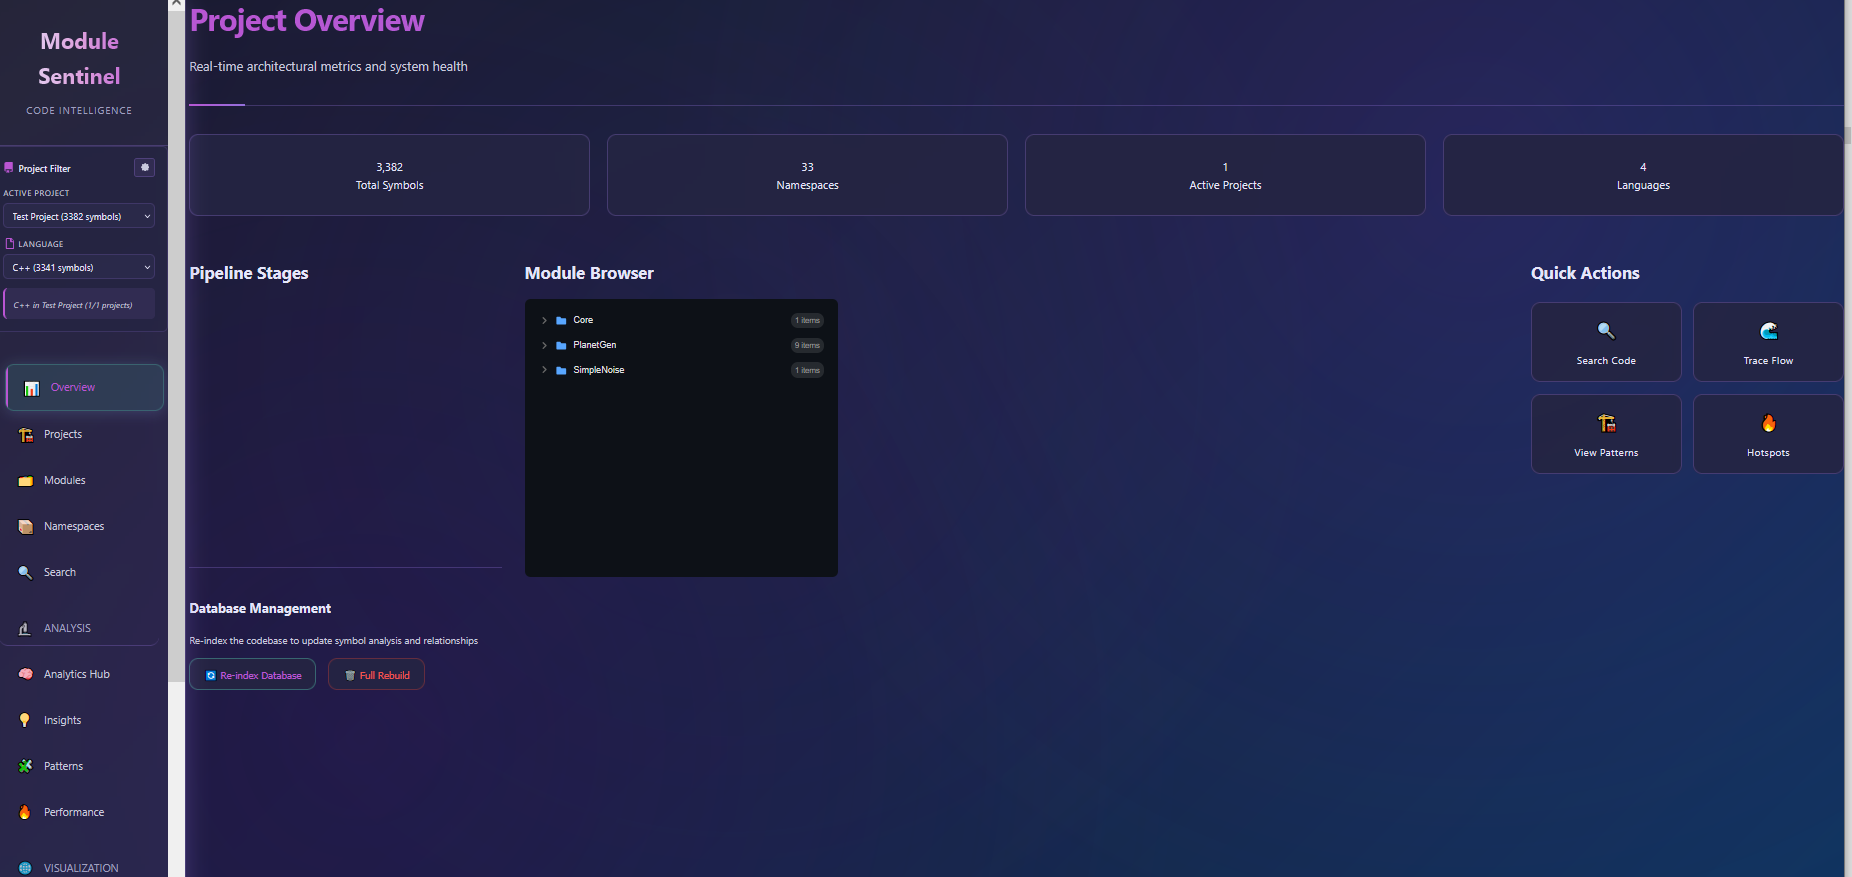 Module
Sentinel
CODE INTELLIGENCE
Project Filter
ACTIVE PROJECT
Test Project (3382 symbols)
LANGUAGE
C++ (3341 symbols)
C++ in Test Project (1/1 projects)
Overview
Projects
Modules
Namespaces
Search
ANALYSIS
Analytics Hub
Insights
Patterns
Performance
VISUALIZATION
Project Overview
Real-time architectural metrics and system health
3,382
Total Symbols
33
Namespaces
1
Active Projects
4
Languages
Pipeline Stages
Module Browser
Core 1 items
PlanetGen 9 items
SimpleNoise 1 items
Quick Actions
Search Code
Trace Flow
View Patterns
Hotspots
Database Management
Re-index the codebase to update symbol analysis and relationships
Re-index Database
Full Rebuild